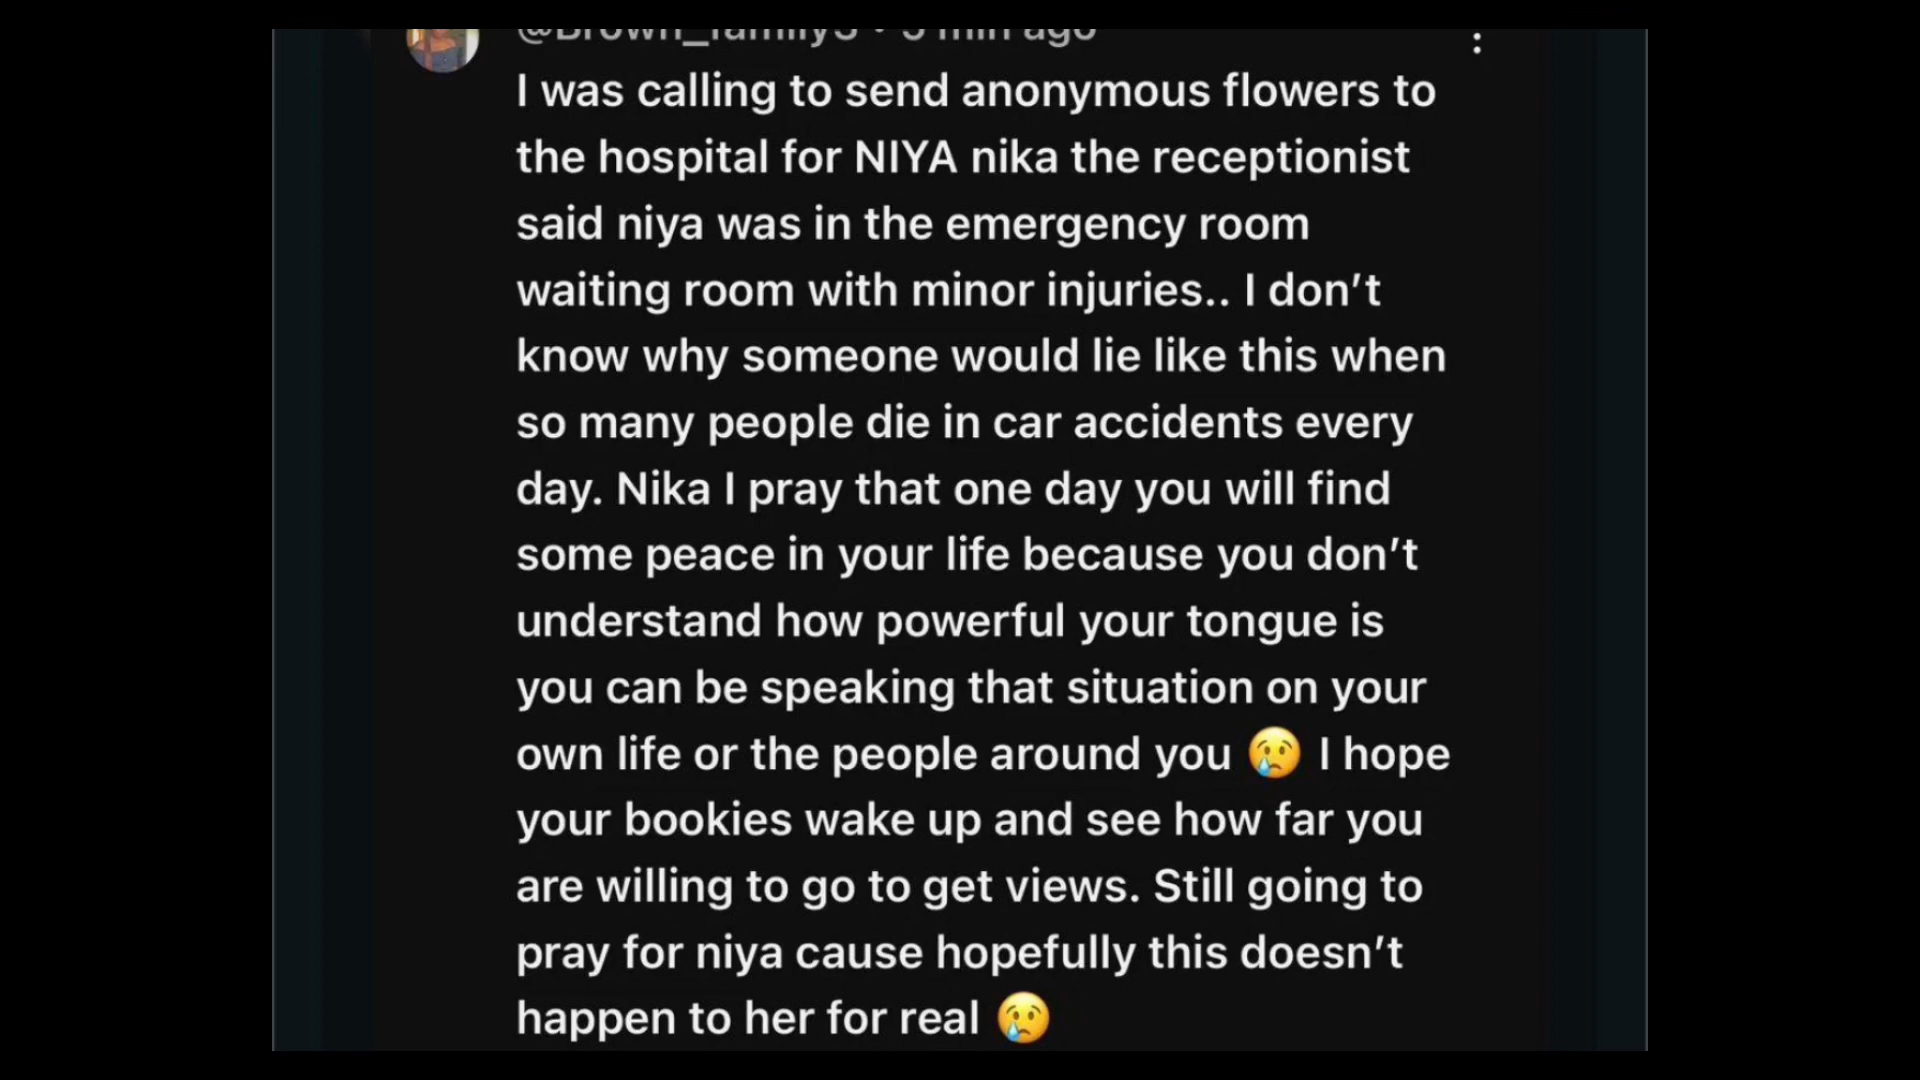 @Brown_family5 • 5 min ago
I was calling to send anonymous flowers to
the hospital for NIYA nika the receptionist
said niya was in the emergency room
waiting room with minor injuries.. I don’t
know why someone would lie like this when
so many people die in car accidents every
day. Nika I pray that one day you will find
some peace in your life because you don’t
understand how powerful your tongue is
you can be speaking that situation on your
own life or the people around you 😢 I hope
your bookies wake up and see how far you
are willing to go to get views. Still going to
pray for niya cause hopefully this doesn’t
happen to her for real 😢